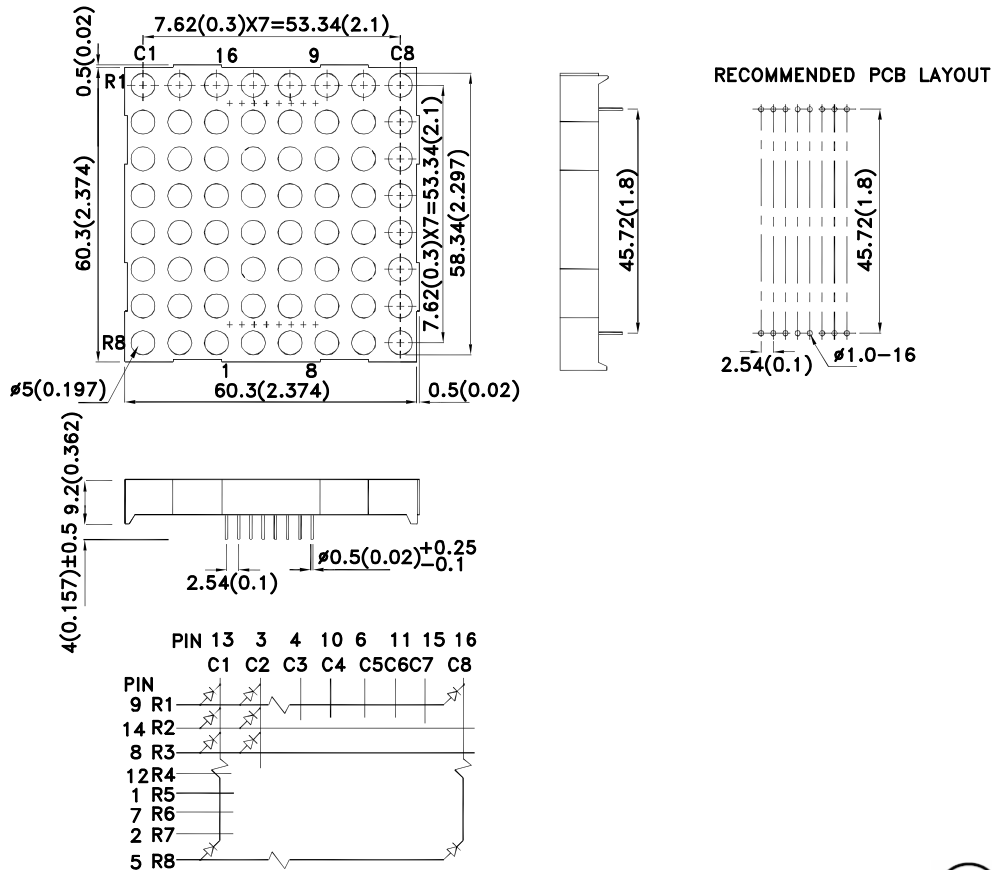 7.62(0.3)X7=53.34(2.1)
0.5(0.02)
C1 16 9 C8
R1
60.3(2.374)
7.62(0.3)X7=53.34(2.1)
58.34(2.297)
R8
1 8
ø5(0.197)
60.3(2.374)
0.5(0.02)
45.72(1.8)
RECOMMENDED PCB LAYOUT
45.72(1.8)
2.54(0.1)
ø1.0-16
9.2(0.362)
4(0.157)±0.5
2.54(0.1)
ø0.5(0.02)+0.25
-0.1
PIN 13 3 4 10 6 11 15 16
C1 C2 C3 C4 C5 C6 C7 C8
PIN
9 R1
14 R2
8 R3
12 R4
1 R5
7 R6
2 R7
5 R8